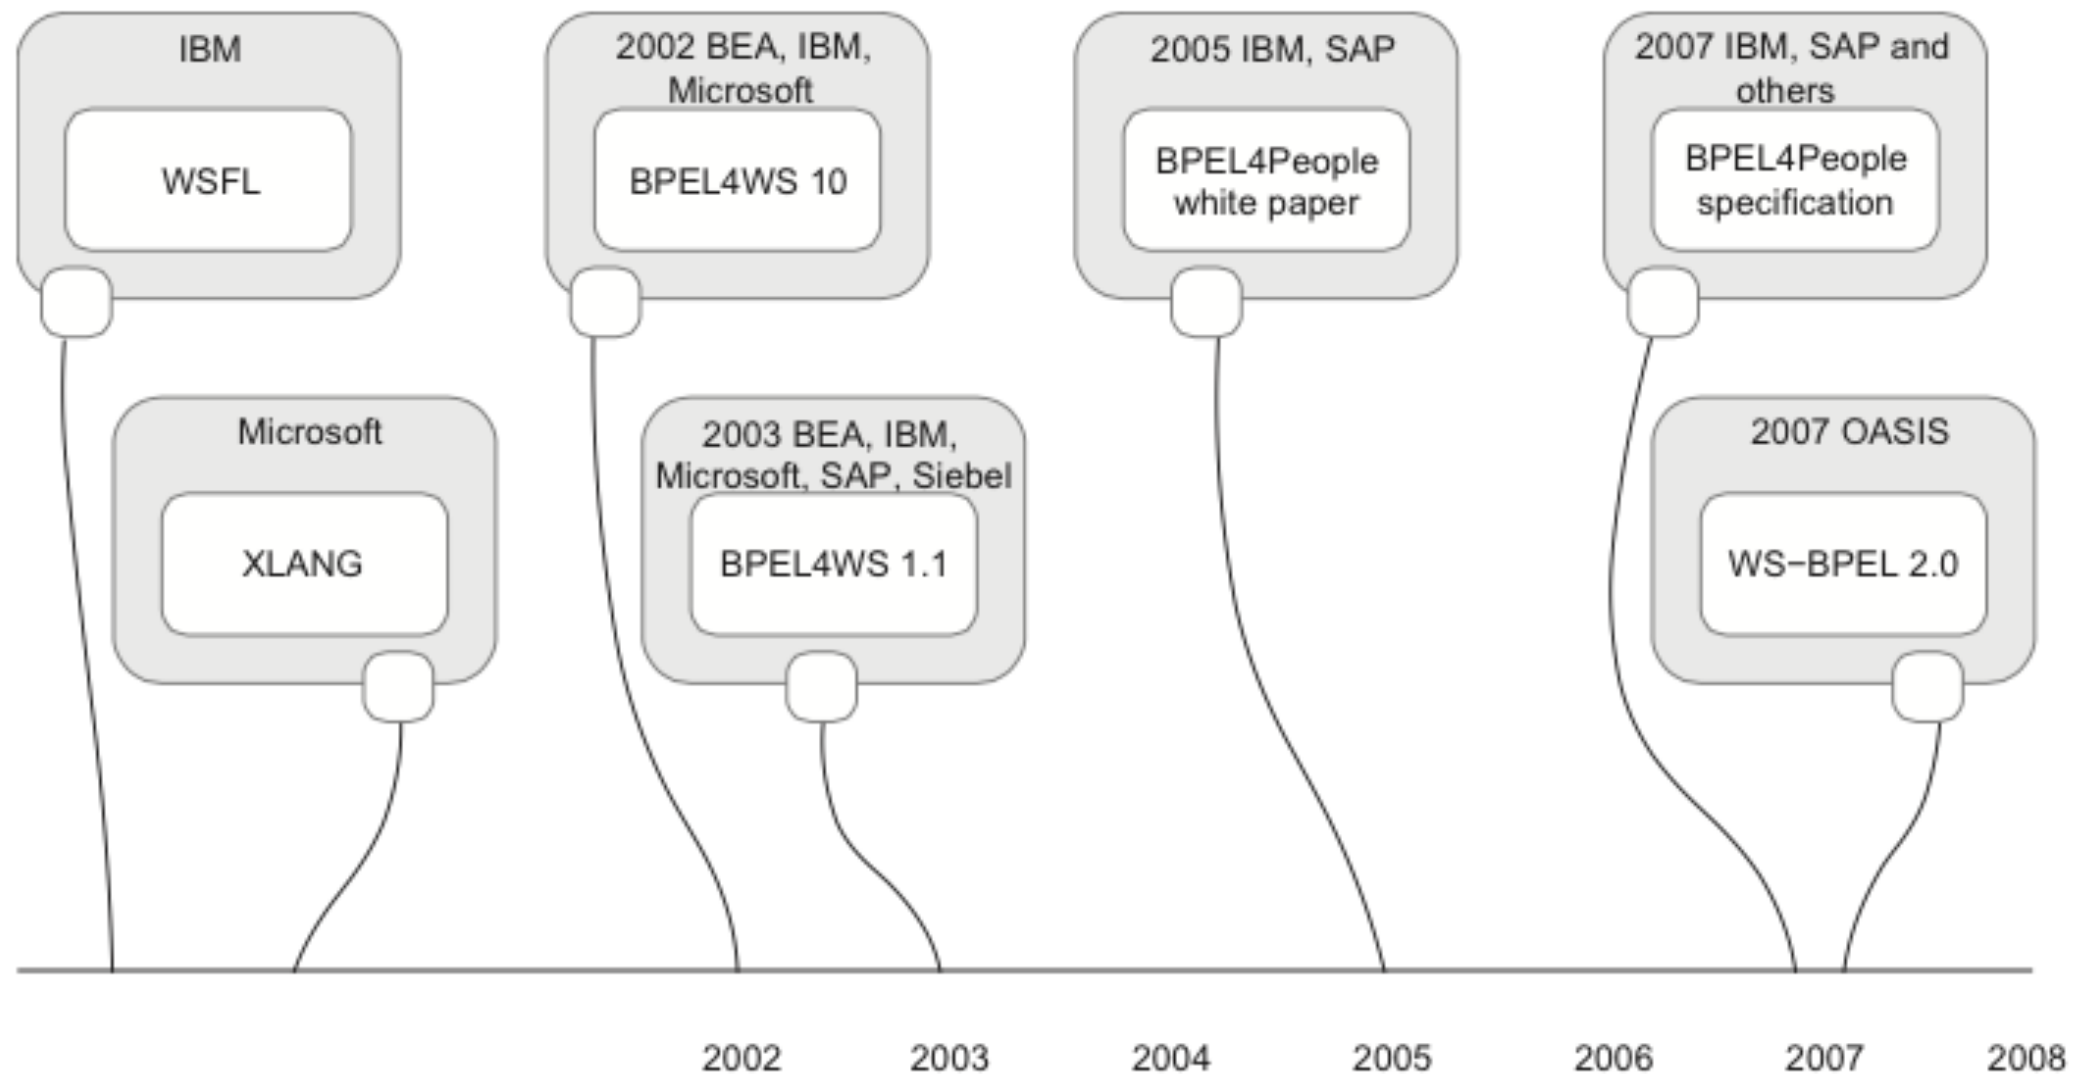 IBM
WSFL
2002 BEA, IBM,
Microsoft
BPEL4WS 10
2005 IBM, SAP
BPEL4People
white paper
2007 IBM, SAP and
others
BPEL4People
specification
Microsoft
XLANG
2003 BEA, IBM,
Microsoft, SAP, Siebel
BPEL4WS 1.1
2007 OASIS
WS–BPEL 2.0
2002 2003 2004 2005 2006 2007 2008